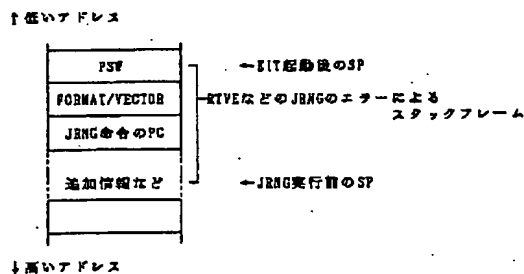 ↑低いアドレス
PSW ←EIT起動後のSP
FORMAT/VECTOR ←RTVEなどのJRNGのエラーによる
スタックフレーム
JRNG命令のPC
追加情報など ←JRNG実行前のSP
↓高いアドレス